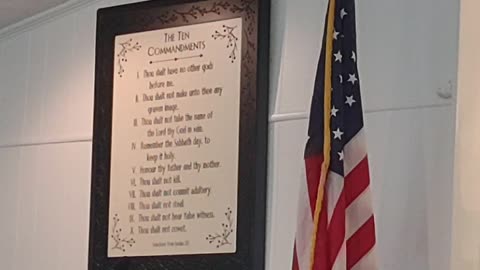 The Ten
Commandments
I. Thou shalt have no other gods
before me.
II. Thou shalt not make unto thee any
graven image.
III. Thou shalt not take the name of
the Lord thy God in vain.
IV. Remember the Sabbath day, to
keep it holy.
V. Honour thy father and thy mother.
VI. Thou shalt not kill.
VII. Thou shalt not commit adultery.
VIII. Thou shalt not steal.
IX. Thou shalt not bear false witness.
X. Thou shalt not covet.